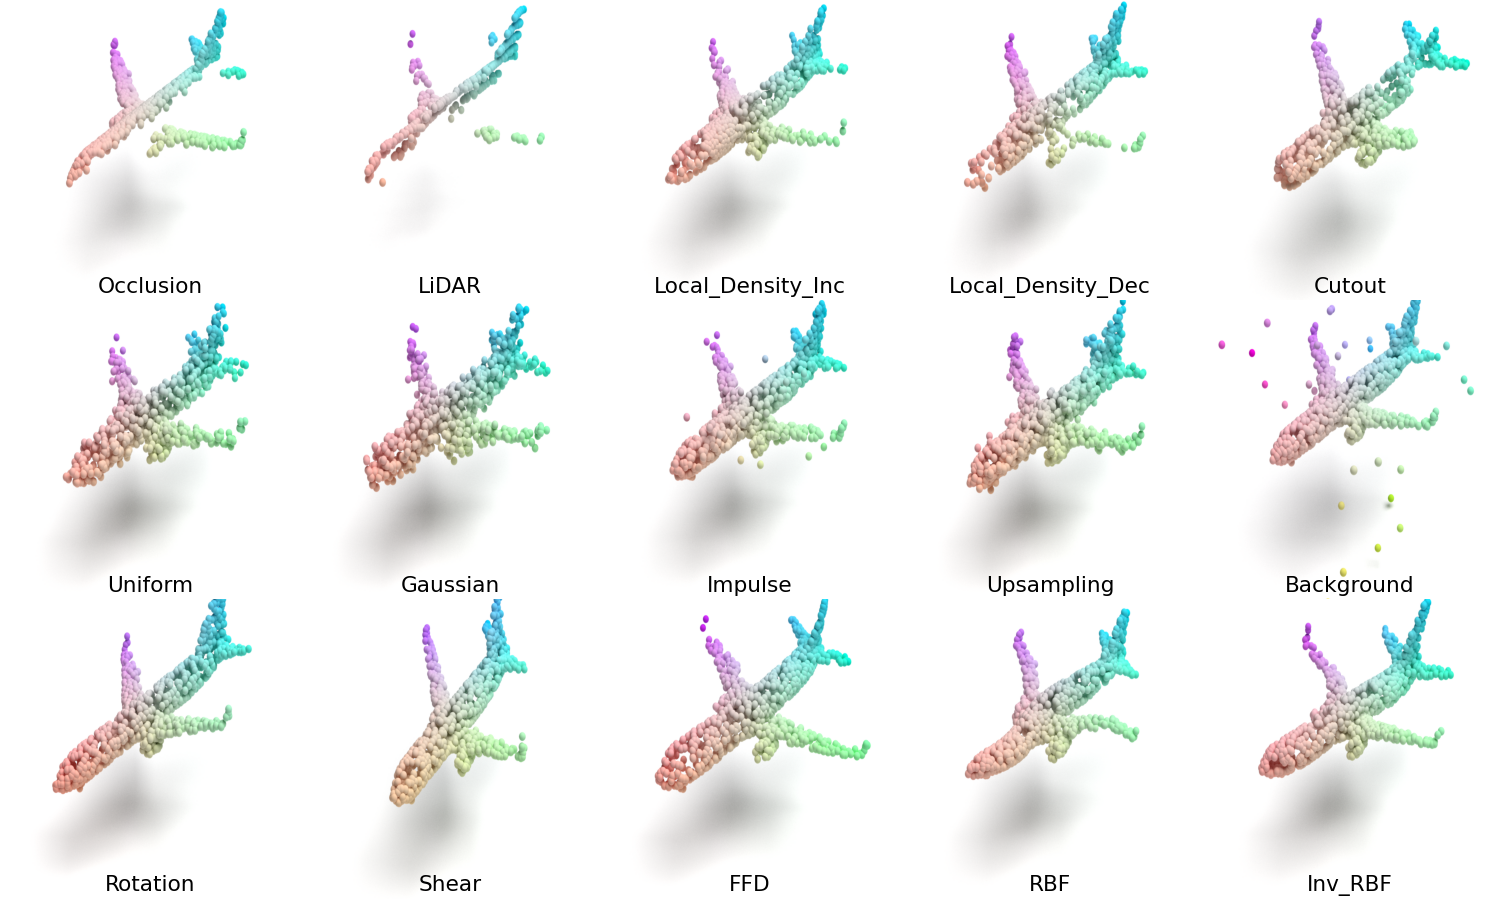 Occlusion
LiDAR
Local_Density_Inc
Local_Density_Dec
Cutout
Uniform
Gaussian
Impulse
Upsampling
Background
Rotation
Shear
FFD
RBF
Inv_RBF